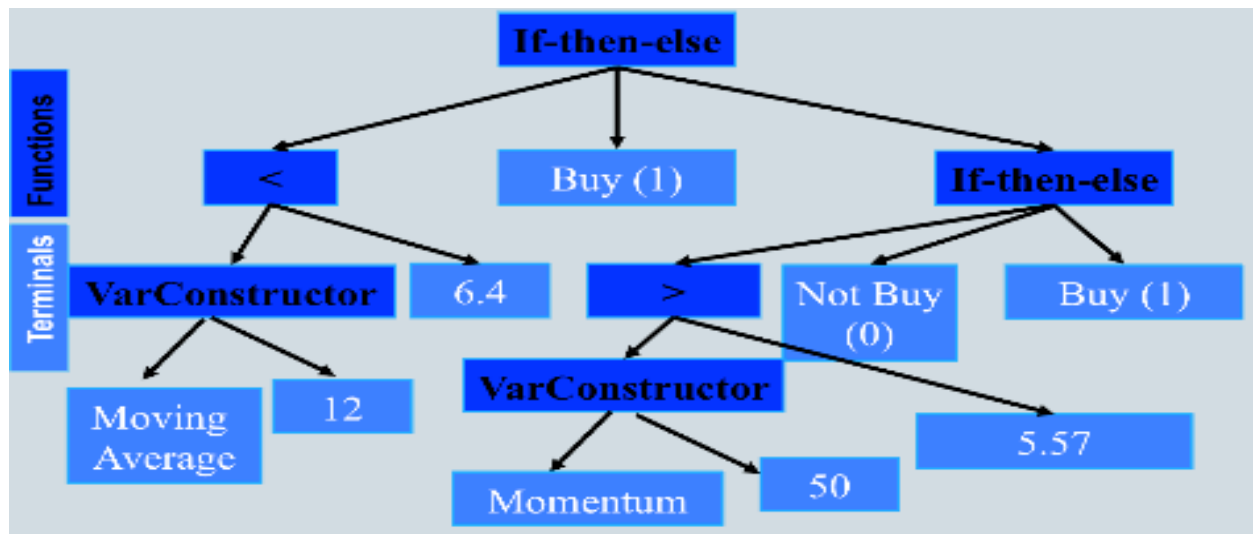 If-then-else
Functions
<
Buy (1)
If-then-else
Terminals
VarConstructor
6.4
>
Not Buy
(0)
Buy (1)
VarConstructor
Moving
Average
12
5.57
Momentum
50